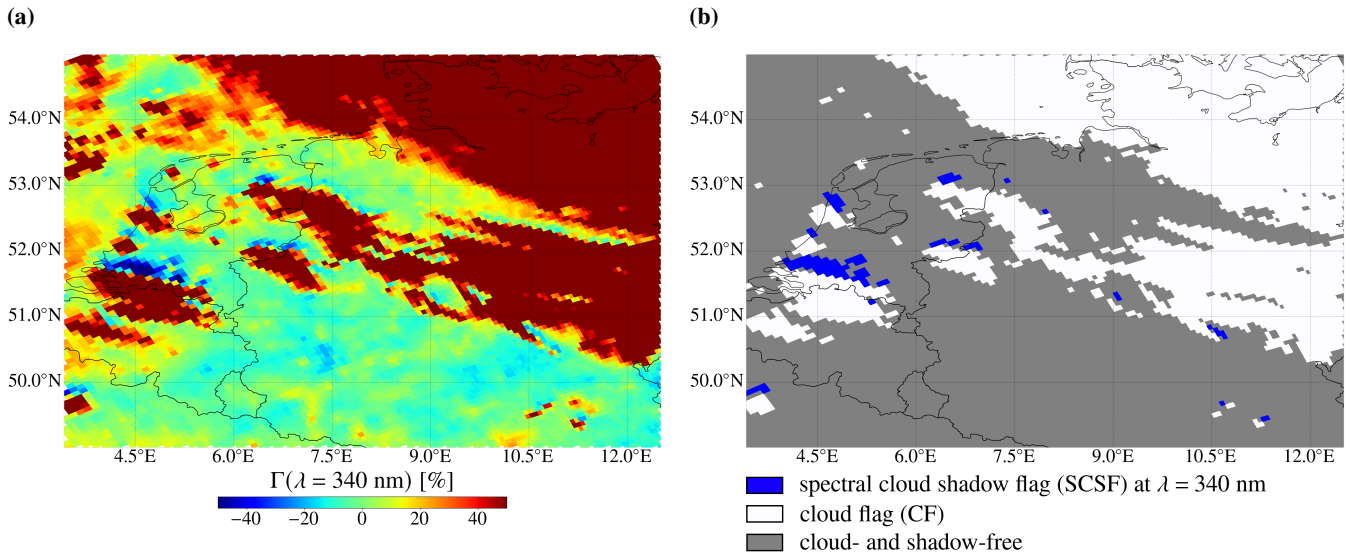 (a)
(b)
54.0°N
53.0°N
52.0°N
51.0°N
50.0°N
4.5°E 6.0°E 7.5°E 9.0°E 10.5°E 12.0°E
Γ(λ = 340 nm) [%]
−40 −20 0 20 40
54.0°N
53.0°N
52.0°N
51.0°N
50.0°N
4.5°E 6.0°E 7.5°E 9.0°E 10.5°E 12.0°E
spectral cloud shadow flag (SCSF) at λ = 340 nm
cloud flag (CF)
cloud- and shadow-free